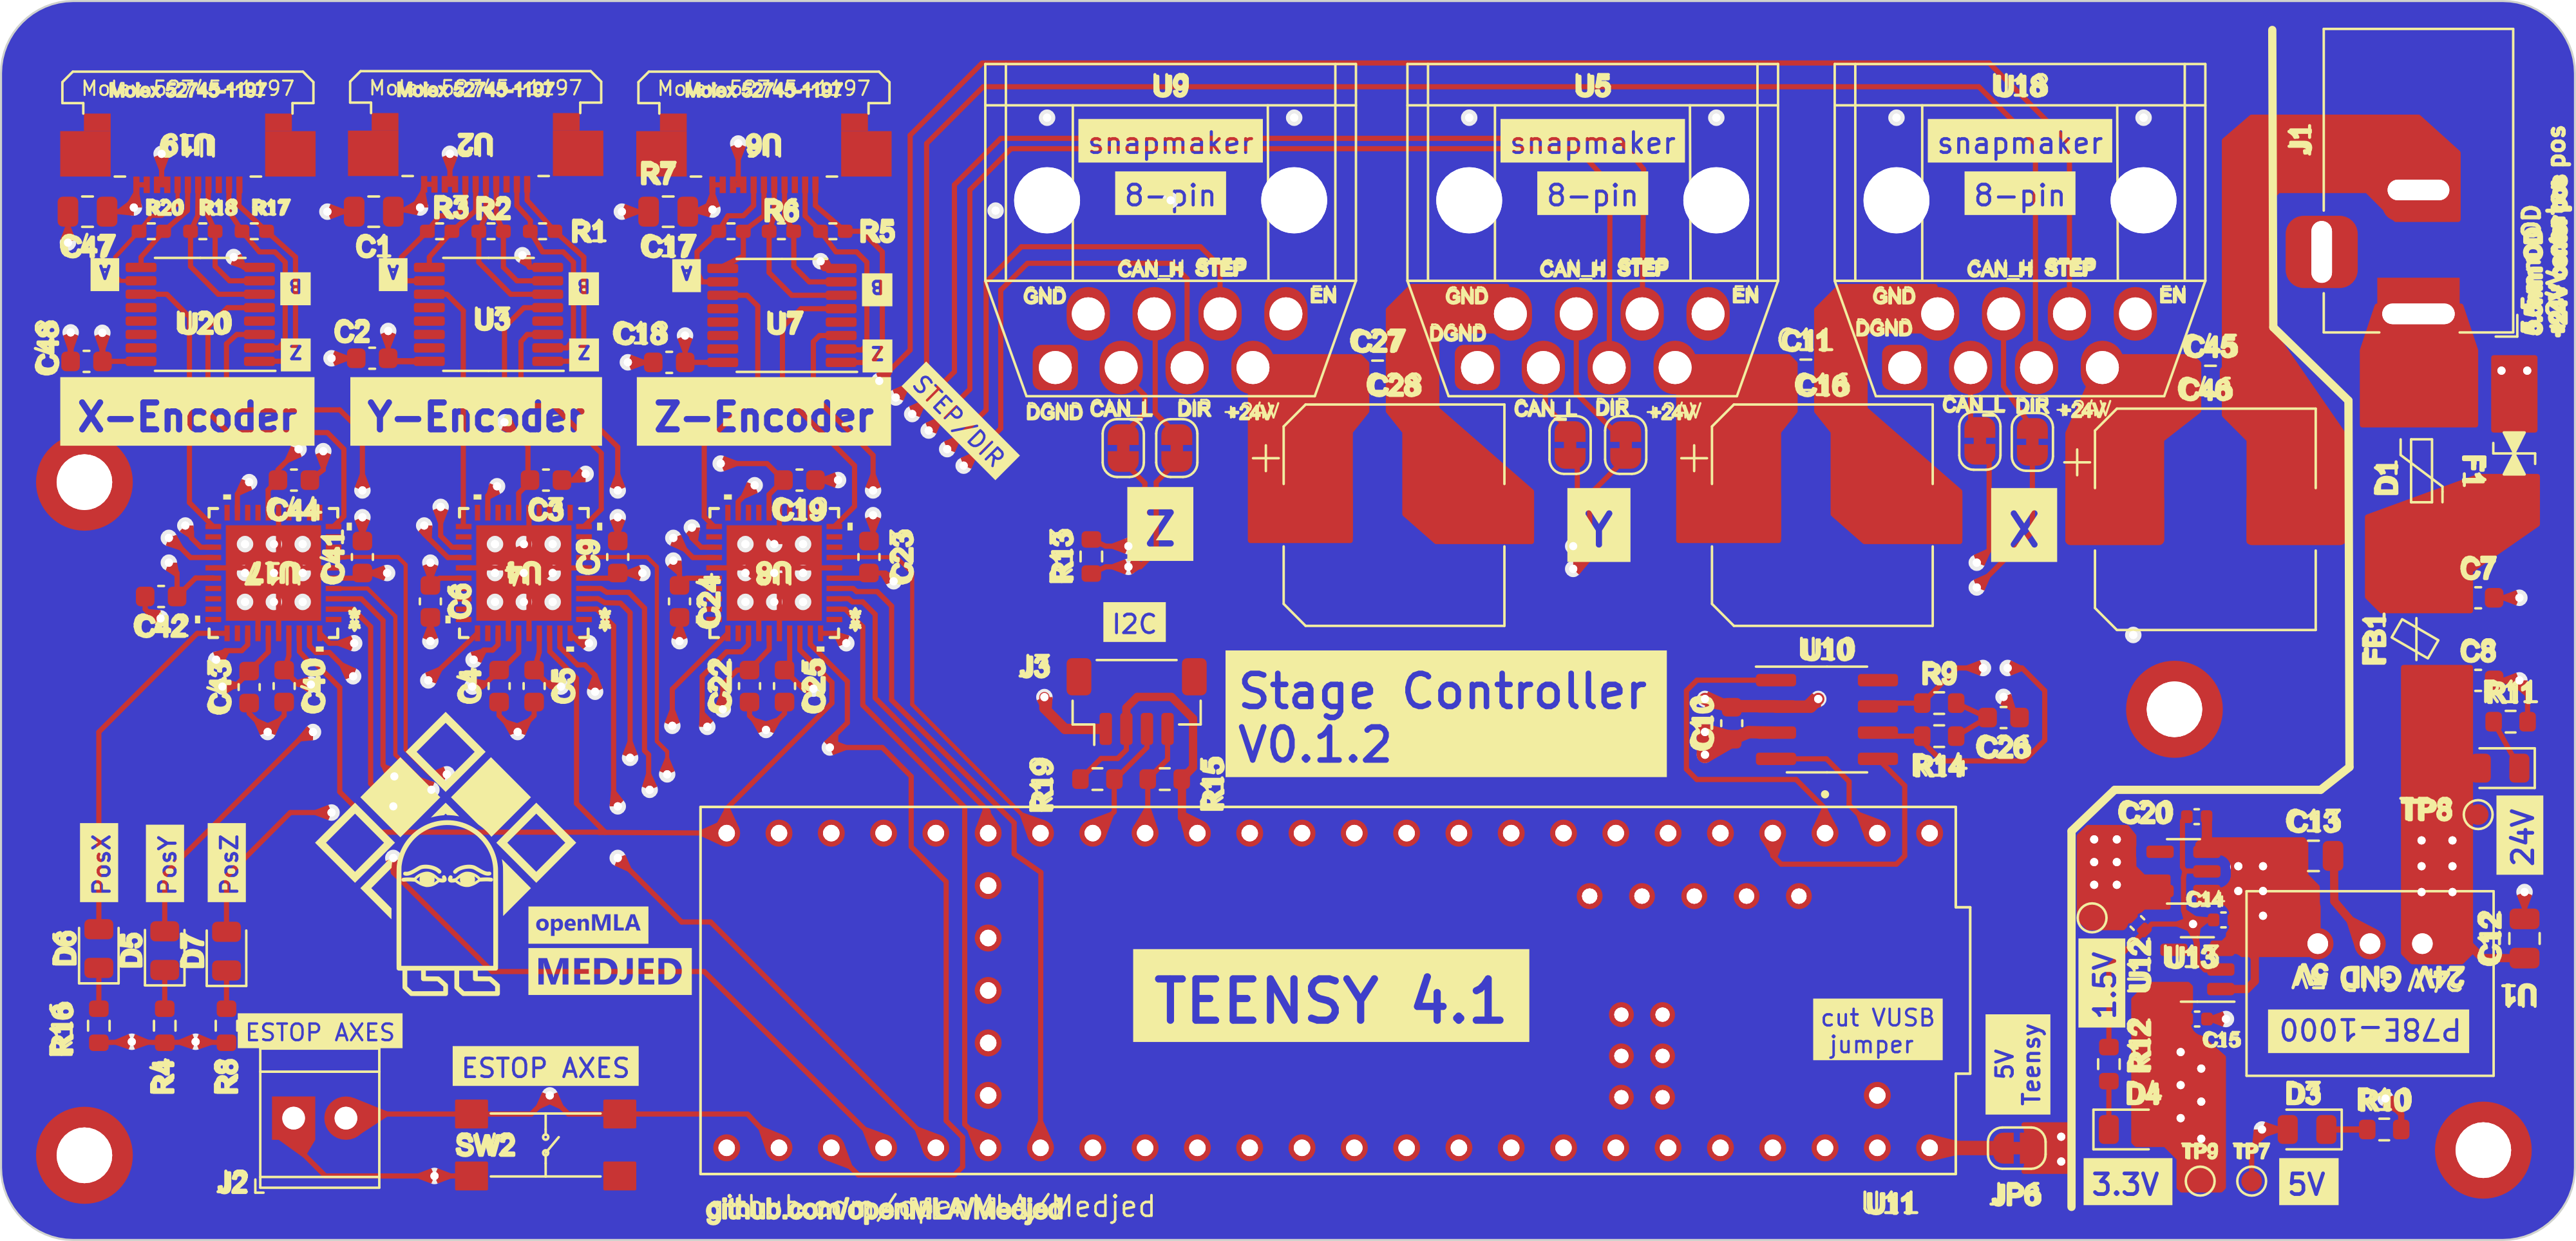 Molex 52745-1197
Molex 52745-1197
Molex 52745-1197
U19
U2
U6
U9
U5
U18
J1
snapmaker
8-pin
snapmaker
8-pin
snapmaker
8-pin
R7
R20
R18
R17
R3
R2
R1
R6
R5
C47
C1
C17
A
B
A
B
A
B
U20
U3
U7
Z
Z
Z
C48
C2
C18
CAN_H
STEP
GND
EN
CAN_H
STEP
GND
EN
DGND
CAN_H
STEP
GND
EN
DGND
C27
C28
C11
C16
C45
C46
DGND
CAN_L
DIR
+24V
CAN_L
DIR
+24V
CAN_L
DIR
+24V
X-Encoder
Y-Encoder
Z-Encoder
STEP/DIR
D1
F1
C44
C3
C19
Z
Y
X
C41
C9
C23
R13
U17
U4
U8
C7
C42
C6
C24
*
*
*
I2C
FB1
C43
C40
C4
C5
C22
C25
J3
Stage Controller
V0.1.2
U10
R9
C8
R11
C10
C26
R14
R19
R15
TP8
24V
C20
C13
PosX
PosY
PosZ
D6
D5
D7
openMLA
MEDJED
TEENSY 4.1
C14
U12
U13
C12
1.5V
24V GND 5V
U1
P78E-1000
C15
R16
R4
R8
ESTOP AXES
ESTOP AXES
cut VUSB
jumper
5V
Teensy
R12
D4
D3
R10
SW2
J2
TP9
TP7
3.3V
5V
JP6
U11
github.com/openMLA/Medjed